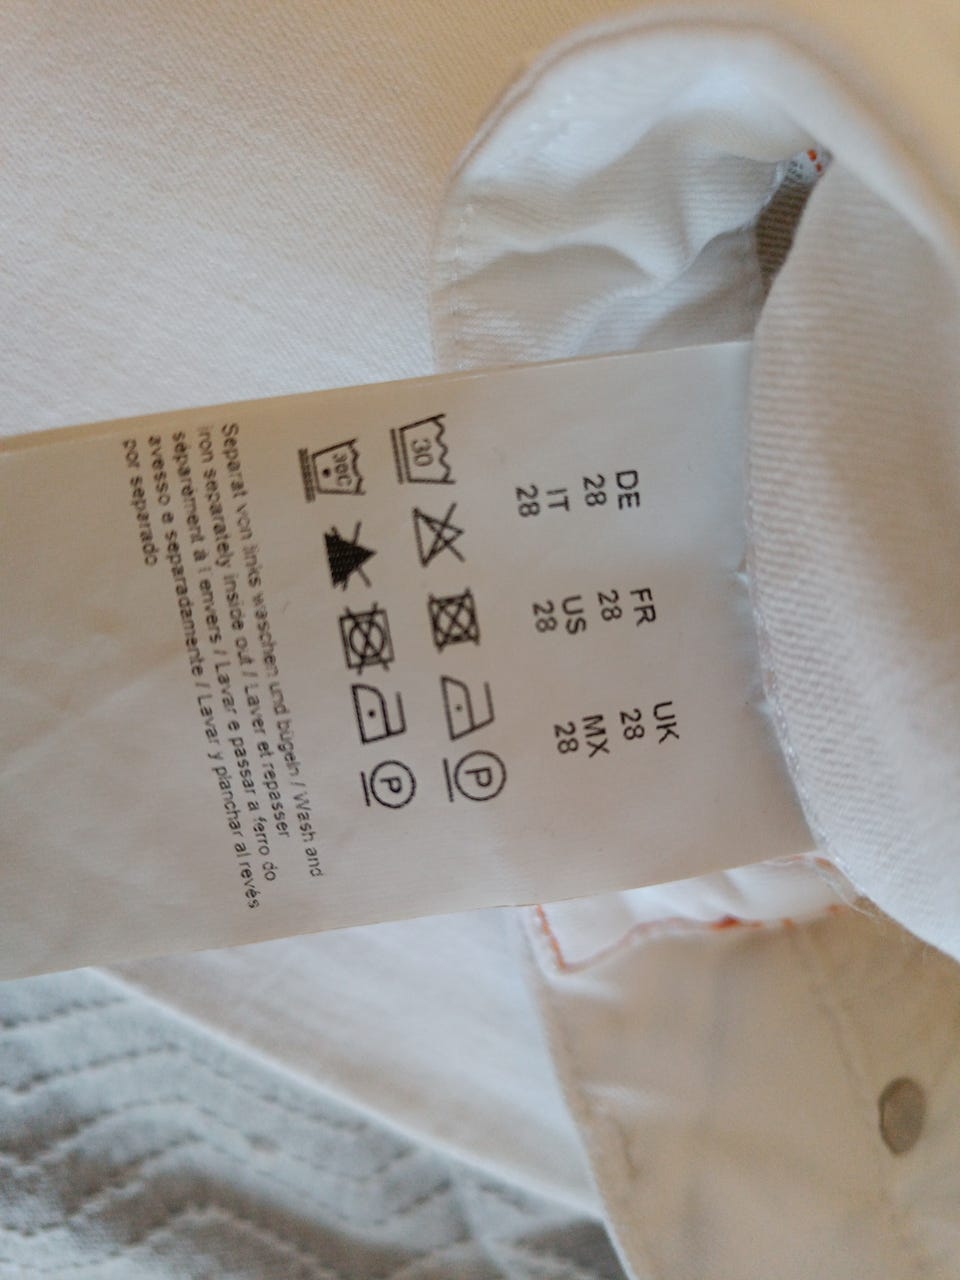 DE FR UK
28 28 28
IT US MX
28 28 28
30 P
30C P
Separat von links waschen und bügeln / Wash and
iron separately inside out / Laver et repasser
séparément à l envers / Lavar e passar a ferro do
avesso e separadamente / Lavar y planchar al revés
por separado